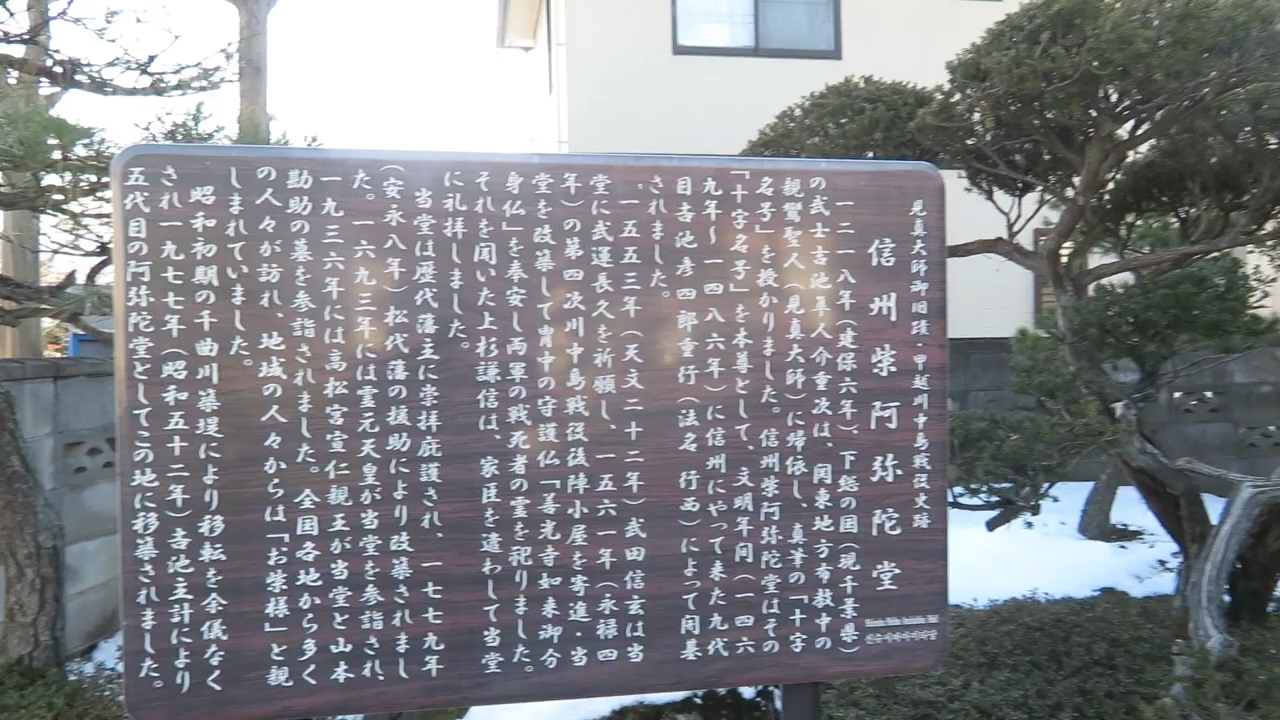 見真大師御旧蹟・甲越川中島戦役史跡
信州柴阿弥陀堂
신슈시바아미타당
一二一八年(建保六年)、下総の国(現千葉県)
の武士吉池隼人介重次は、関東地方布教中の
親鸞聖人(見真大師)に帰依し、真筆の「十字
名号」を授かりました。信州柴阿弥陀堂はその
「十字名号」を本尊として、文明年間(一四六
九年〜一四八六年)に信州にやって来た九代
目吉池彦四郎重行(法名 行西)によって開基
されました。
一五五三年(天文二十二年)武田信玄は当
堂に武運長久を祈願し、一五六一年(永禄四
年)の第四次川中島戦役後後陣小屋を寄進・当
堂を改築して冑中の守護仏「善光寺如来御分
身仏」を奉安し両軍の戦死者の霊を祀りました。
それを聞いた上杉謙信は、家臣を遣わして当堂
に礼拝しました。
当堂は歴代藩主に崇拝庇護され、一七七九年
(安永八年)松代藩の援助により改築されまし
た。一六九三年には霊元天皇が当堂を参詣され、
一九三六年には高松宮宣仁親王が当堂と山本
勘助の墓を参詣されました。全国各地から多く
の人々が訪れ、地域の人々からは「お柴様」と親
しまれていました。
昭和初期の千曲川築堤により移転を余儀なく
され一九七七年(昭和五十二年)吉池主計により
五代目の阿弥陀堂としてこの地に移築されました。